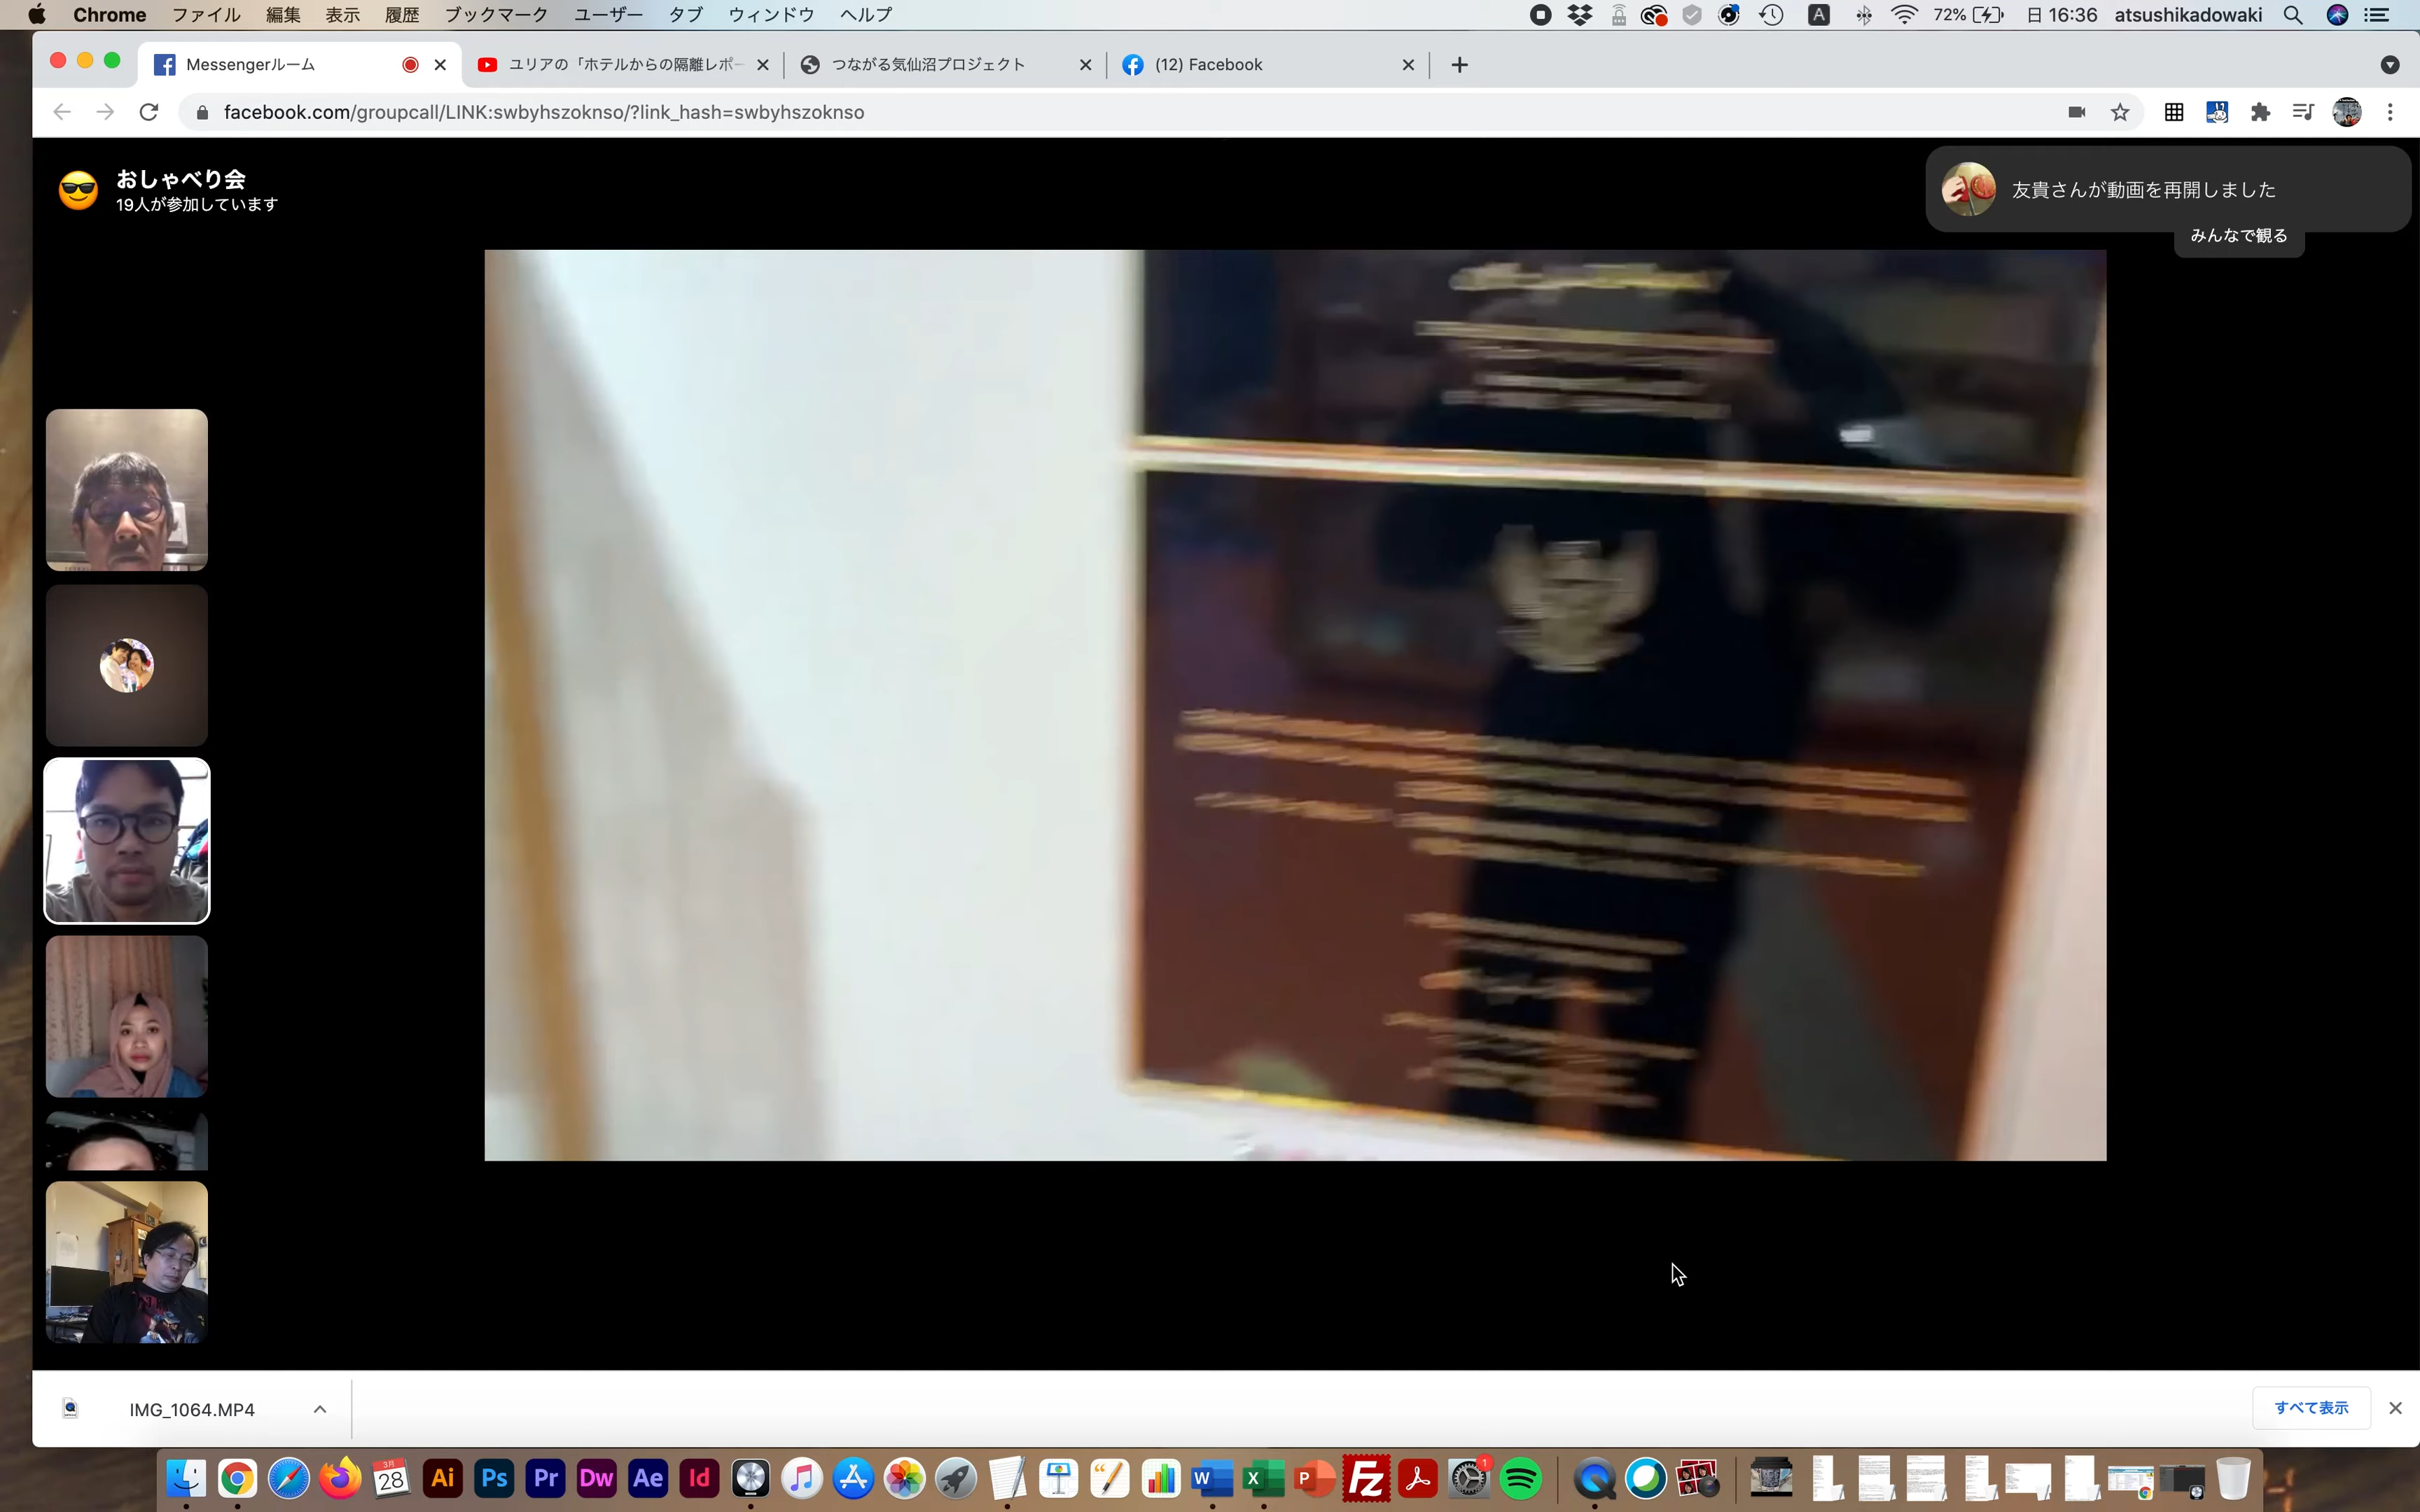 Chrome ファイル 編集 表示 履歴 ブックマーク ユーザー タブ ウィンドウ ヘルプ A 72% 日 16:36 atsushikadowaki
Messengerルーム ユリアの「ホテルからの隔離レポー つながる気仙沼プロジェクト (12) Facebook
facebook.com/groupcall/LINK:swbyhszoknso/?link_hash=swbyhszoknso
おしゃべり会
19人が参加しています
友貴さんが動画を再開しました
みんなで観る
IMG_1064.MP4
すべて表示
3月
28
Ai
Ps
Pr
Dw
Ae
Id
W
X
P
Fz
1